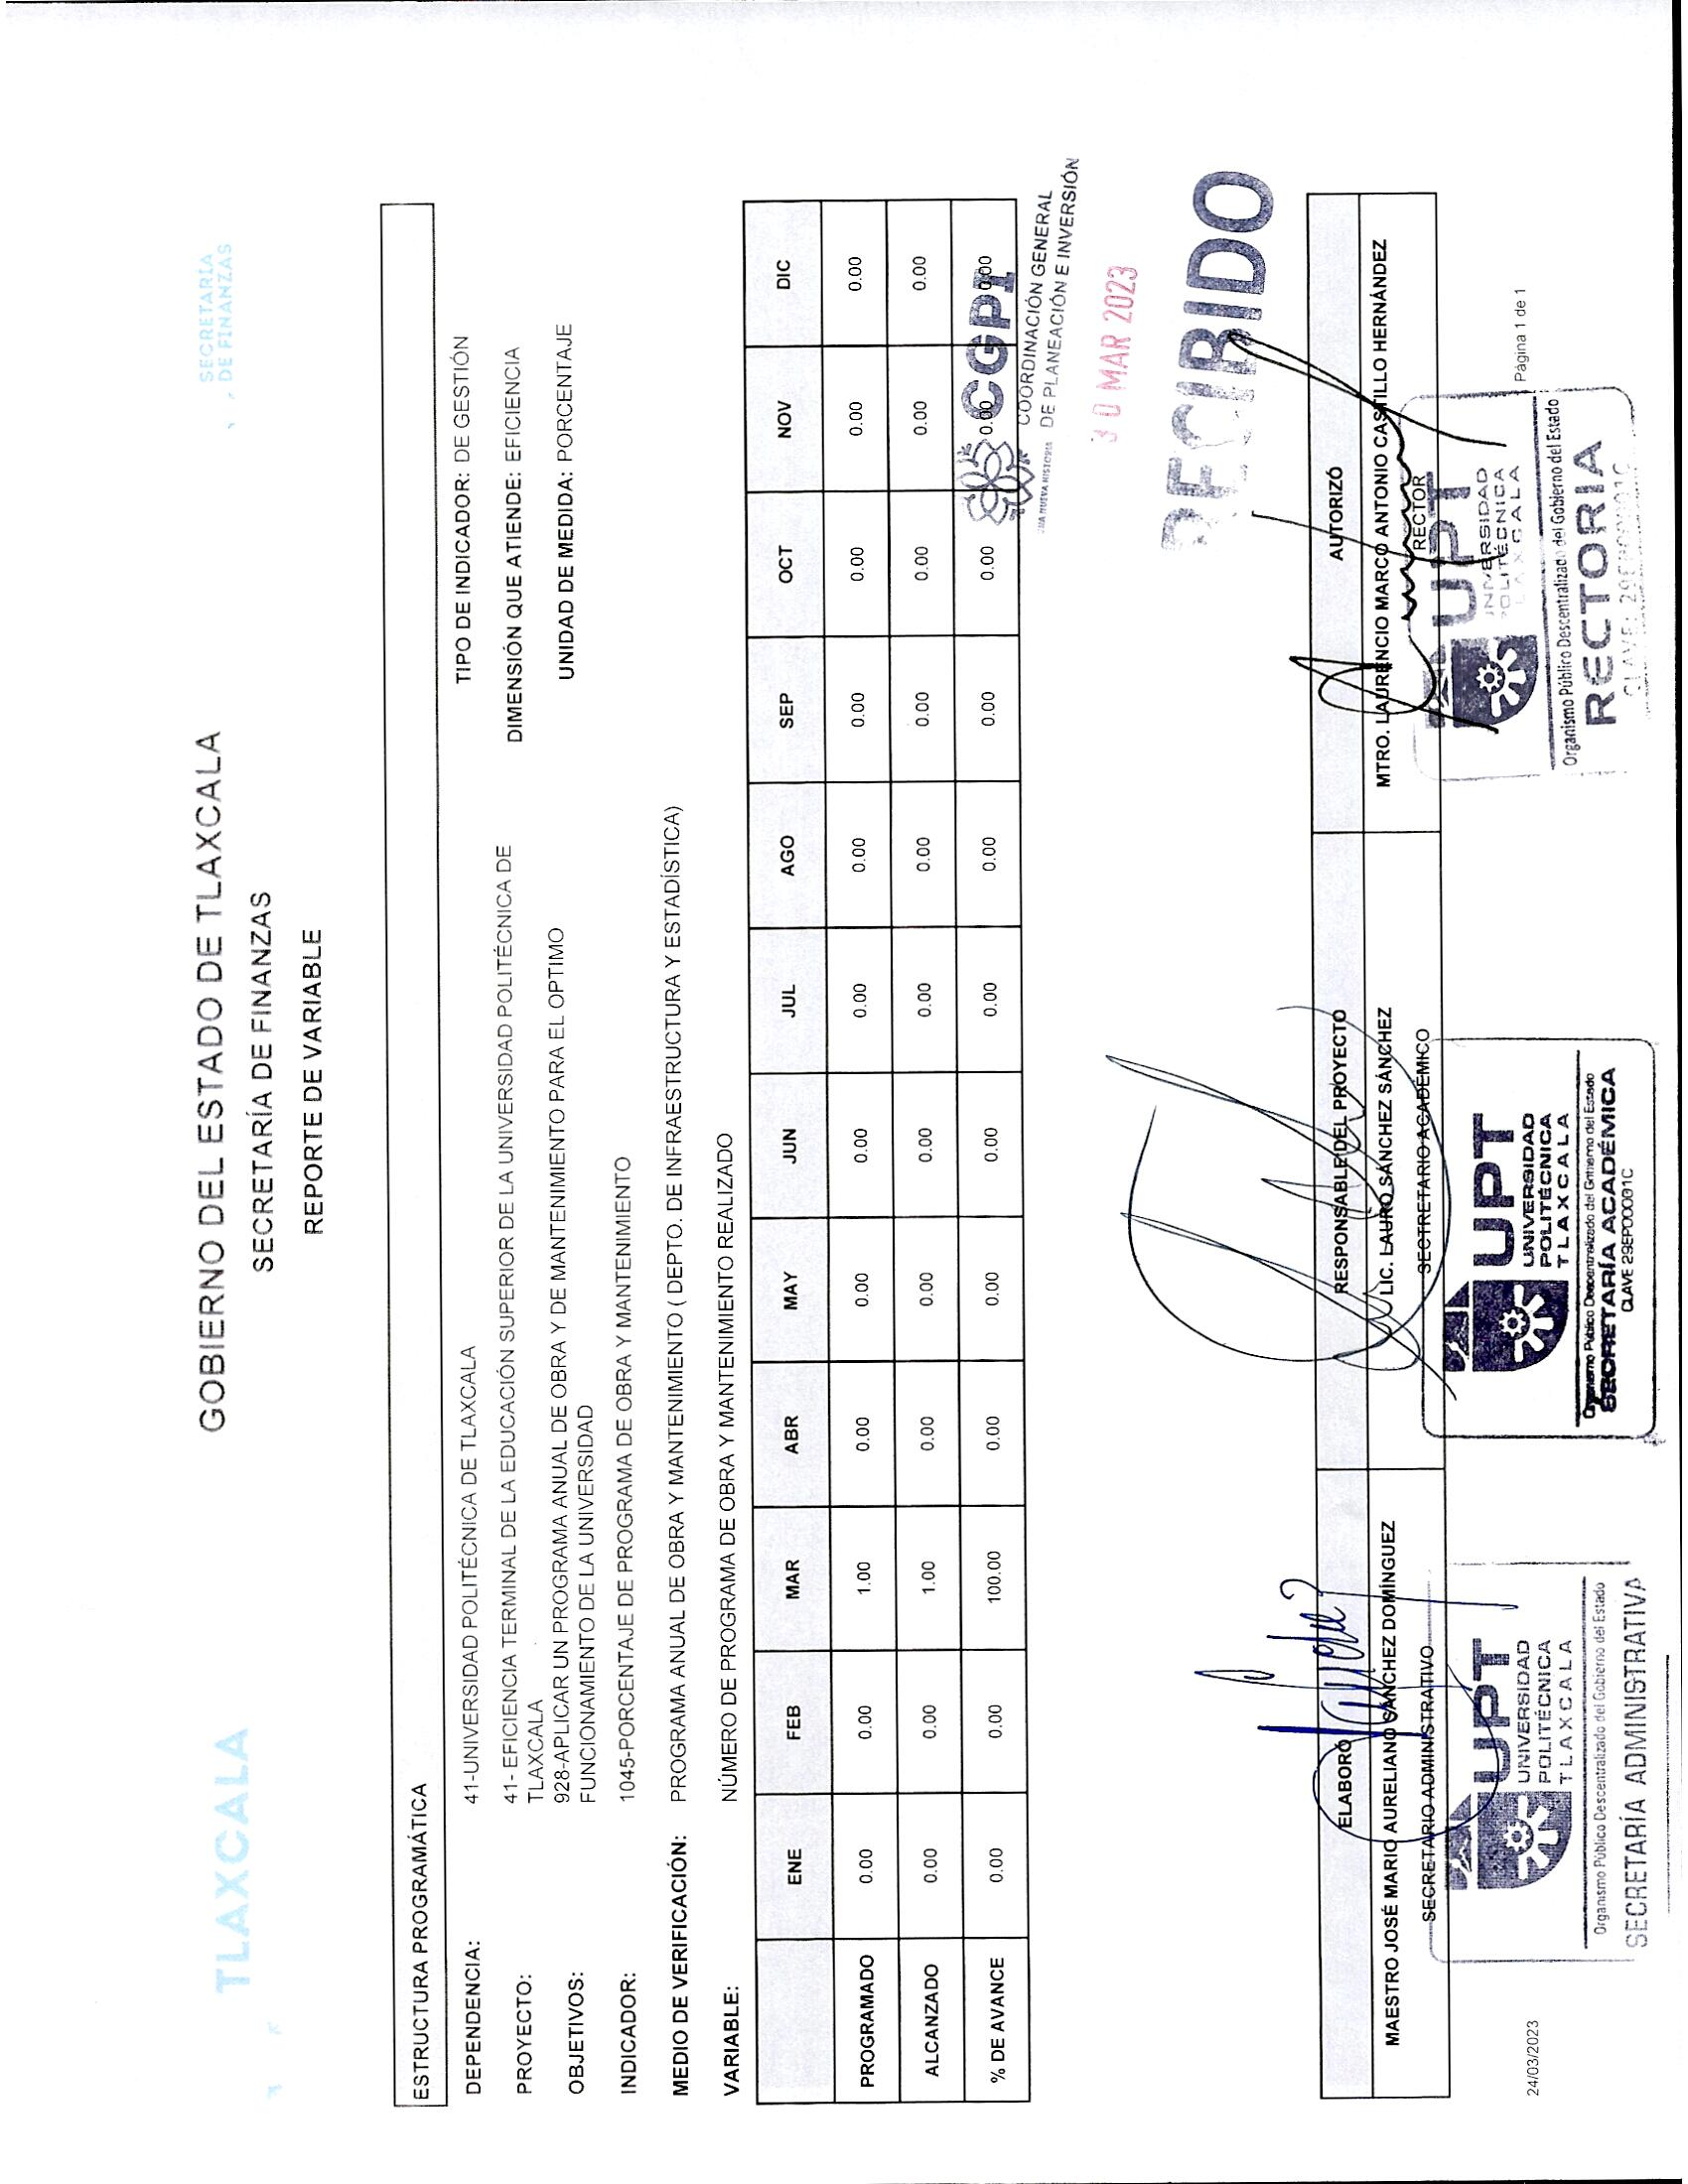 TLAXCALA
SECRETARÍA
DE FINANZAS
GOBIERNO DEL ESTADO DE TLAXCALA
SECRETARÍA DE FINANZAS
REPORTE DE VARIABLE
ESTRUCTURA PROGRAMÁTICA
DEPENDENCIA: 41-UNIVERSIDAD POLITÉCNICA DE TLAXCALA TIPO DE INDICADOR: DE GESTIÓN
PROYECTO: 41- EFICIENCIA TERMINAL DE LA EDUCACIÓN SUPERIOR DE LA UNIVERSIDAD POLITÉCNICA DE
TLAXCALA
DIMENSIÓN QUE ATIENDE: EFICIENCIA
OBJETIVOS: 928-APLICAR UN PROGRAMA ANUAL DE OBRA Y DE MANTENIMIENTO PARA EL OPTIMO
FUNCIONAMIENTO DE LA UNIVERSIDAD
UNIDAD DE MEDIDA: PORCENTAJE
INDICADOR: 1045-PORCENTAJE DE PROGRAMA DE OBRA Y MANTENIMIENTO
MEDIO DE VERIFICACIÓN: PROGRAMA ANUAL DE OBRA Y MANTENIMIENTO ( DEPTO. DE INFRAESTRUCTURA Y ESTADÍSTICA)
VARIABLE: NÚMERO DE PROGRAMA DE OBRA Y MANTENIMIENTO REALIZADO
ENE FEB MAR ABR MAY JUN JUL AGO SEP OCT NOV DIC
PROGRAMADO 0.00 0.00 1.00 0.00 0.00 0.00 0.00 0.00 0.00 0.00 0.00 0.00
ALCANZADO 0.00 0.00 1.00 0.00 0.00 0.00 0.00 0.00 0.00 0.00 0.00 0.00
% DE AVANCE 0.00 0.00 100.00 0.00 0.00 0.00 0.00 0.00 0.00 0.00 0.00 0.00
CGPI
COORDINACIÓN GENERAL
DE PLANEACIÓN E INVERSIÓN
UNA NUEVA HISTORIA
30 MAR 2023
RECIBIDO
ELABORÓ RESPONSABLE DEL PROYECTO AUTORIZÓ
MAESTRO JOSÉ MARIO AURELIANO SÁNCHEZ DOMÍNGUEZ LIC. LAURO SÁNCHEZ SÁNCHEZ MTRO. LAURENCIO MARCO ANTONIO CASTILLO HERNÁNDEZ
SECRETARIO ADMINISTRATIVO SECTRETARIO ACADÉMICO RECTOR
UPT
UNIVERSIDAD
POLITÉCNICA
TLAXCALA
Organismo Público Descentralizado del Gobierno del Estado
SECRETARÍA ADMINISTRATIVA
UPT
UNIVERSIDAD
POLITÉCNICA
TLAXCALA
Organismo Público Descentralizado del Gobierno del Estado
SECRETARÍA ACADÉMICA
CLAVE 29EPO0001C
UPT
UNIVERSIDAD
POLITÉCNICA
TLAXCALA
Organismo Público Descentralizado del Gobierno del Estado
RECTORIA
24/03/2023 Página 1 de 1